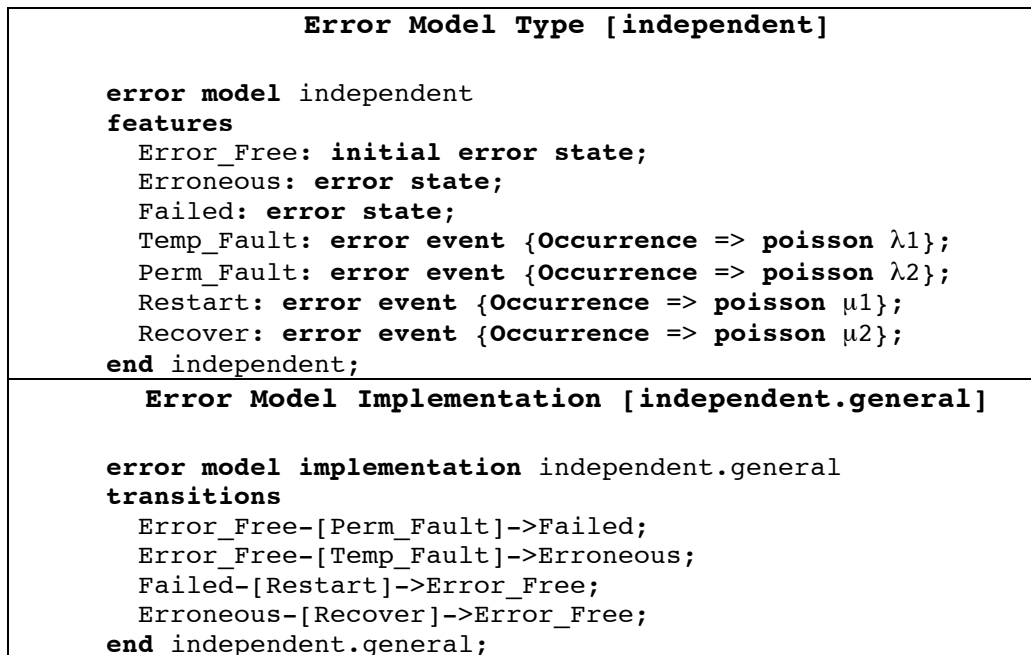 Error Model Type [independent]
error model independent
features
Error_Free: initial error state;
Erroneous: error state;
Failed: error state;
Temp_Fault: error event {Occurrence => poisson λ1};
Perm_Fault: error event {Occurrence => poisson λ2};
Restart: error event {Occurrence => poisson μ1};
Recover: error event {Occurrence => poisson μ2};
end independent;
Error Model Implementation [independent.general]
error model implementation independent.general
transitions
Error_Free-[Perm_Fault]->Failed;
Error_Free-[Temp_Fault]->Erroneous;
Failed-[Restart]->Error_Free;
Erroneous-[Recover]->Error_Free;
end independent.general;